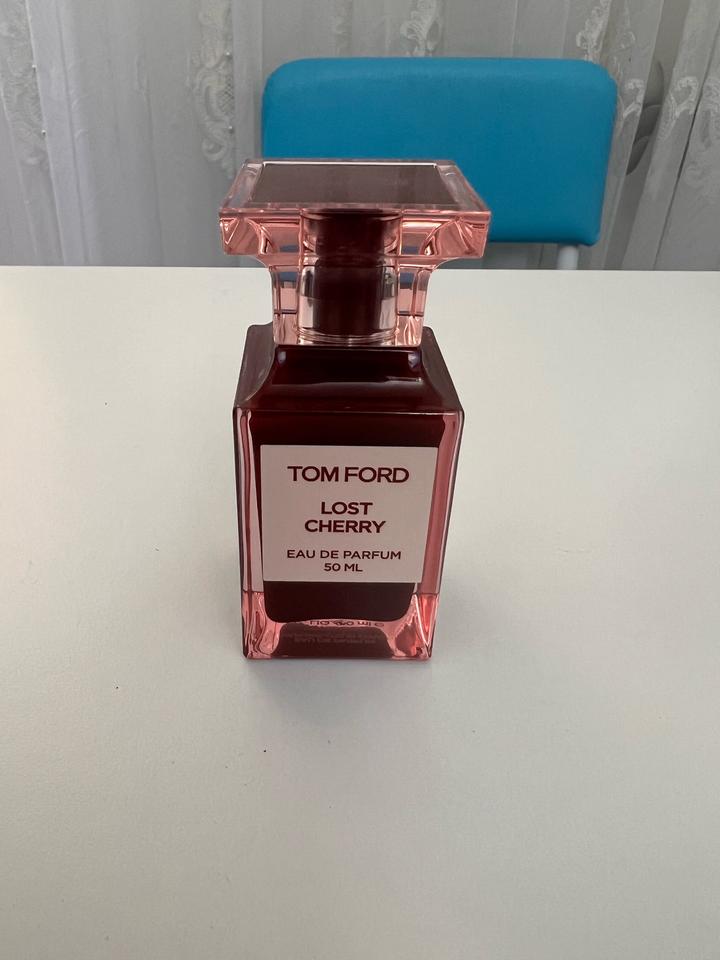 TOM FORD
LOST
CHERRY
EAU DE PARFUM
50 ML